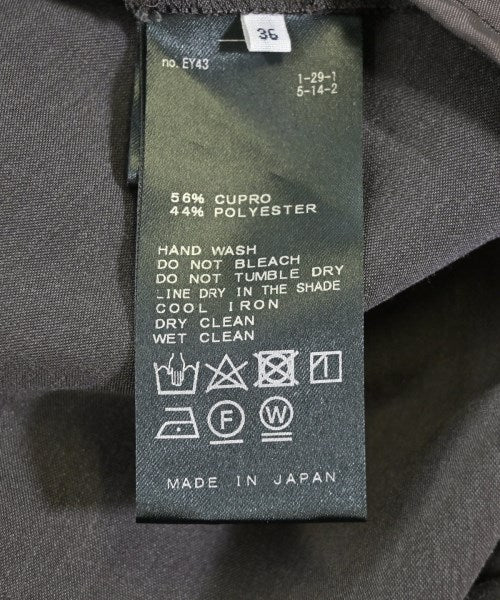 36
no. EY43
1-29-1
5-14-2
56% CUPRO
44% POLYESTER
HAND WASH
DO NOT BLEACH
DO NOT TUMBLE DRY
LINE DRY IN THE SHADE
COOL IRON
DRY CLEAN
WET CLEAN
F W
MADE IN JAPAN